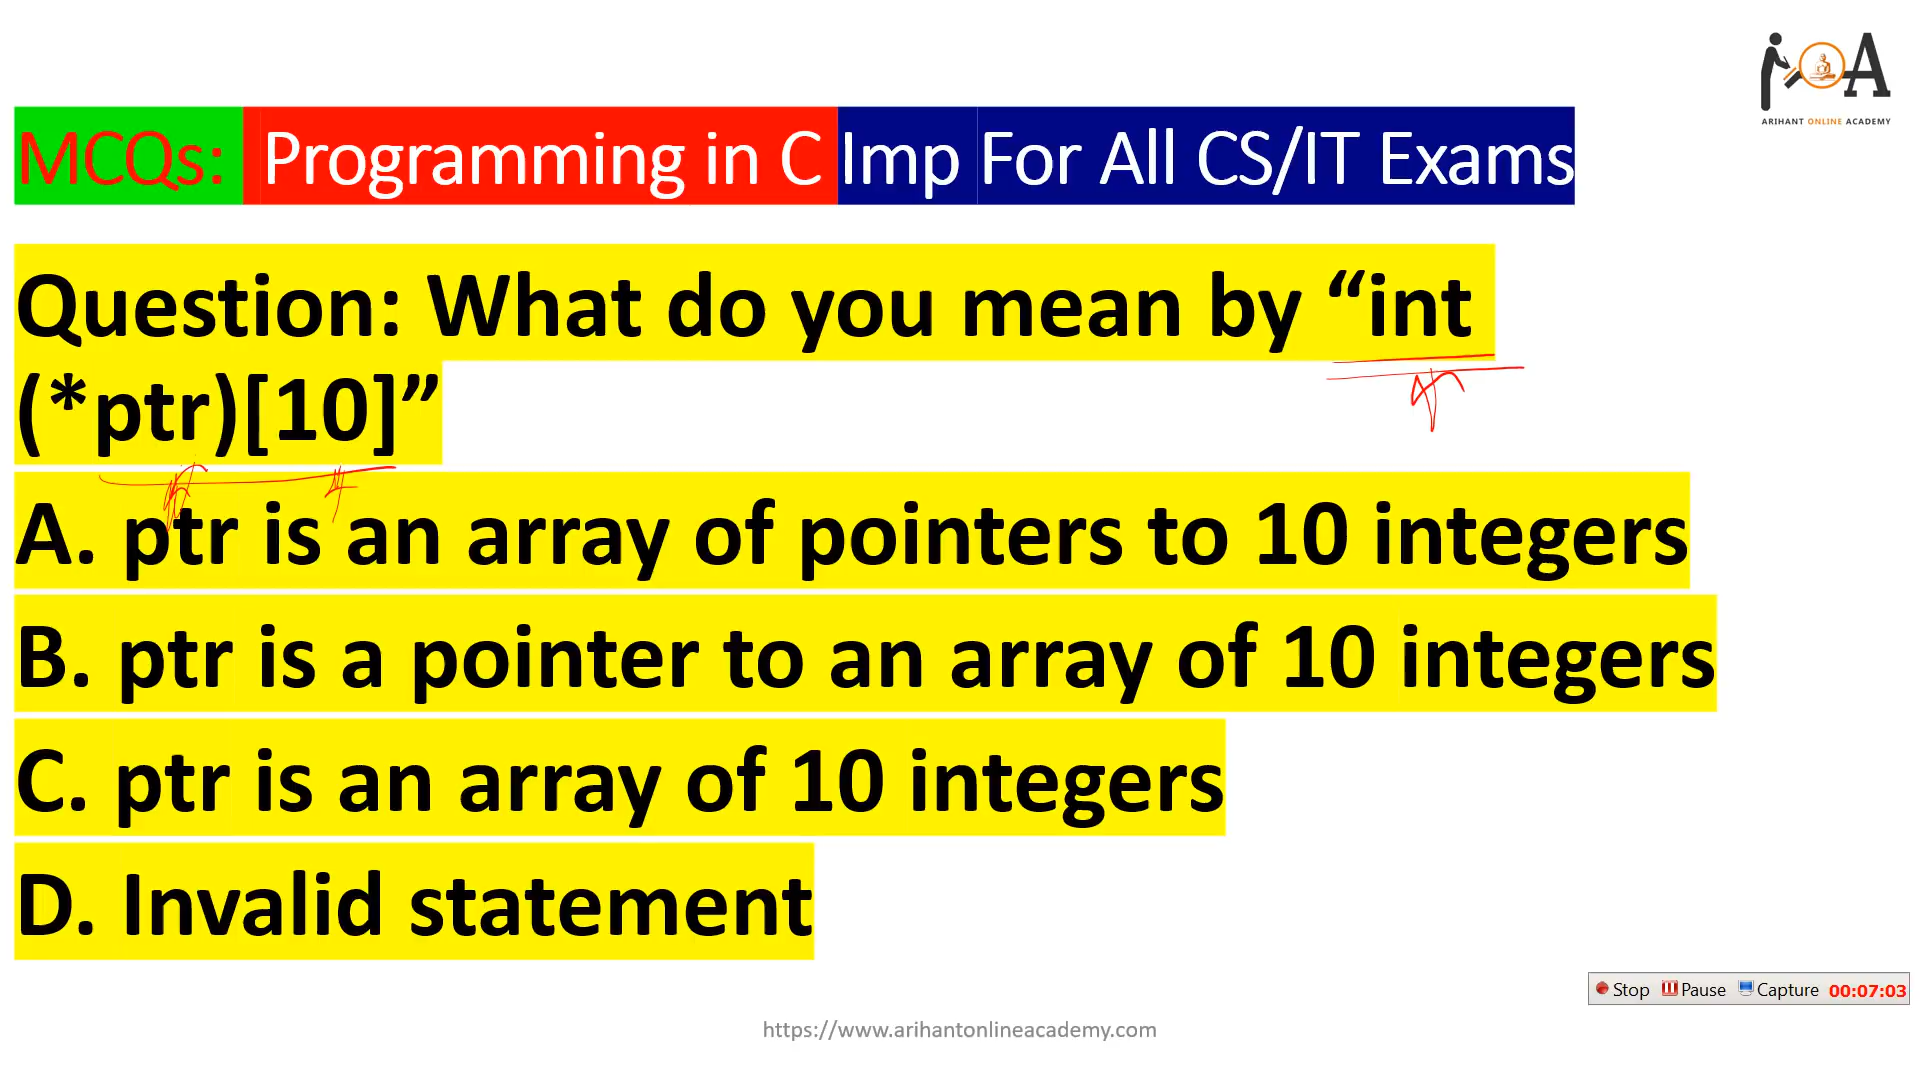 ARIHANT ONLINE ACADEMY
MCQs: Programming in C Imp For All CS/IT Exams
Question: What do you mean by “int
(*ptr)[10]”
A. ptr is an array of pointers to 10 integers
B. ptr is a pointer to an array of 10 integers
C. ptr is an array of 10 integers
D. Invalid statement
Stop Pause Capture 00:07:03
https://www.arihantonlineacademy.com